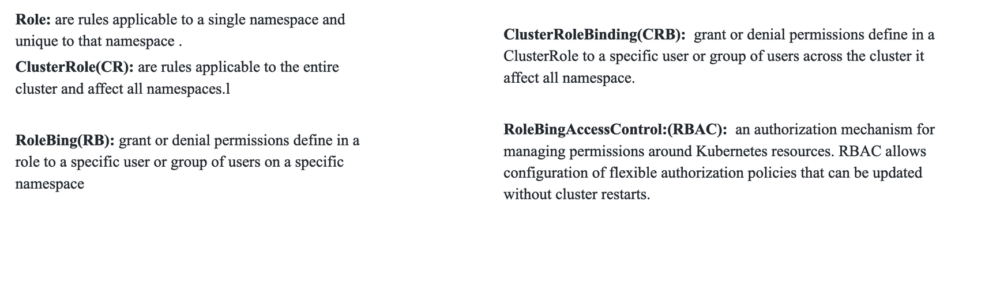 Role: are rules applicable to a single namespace and
unique to that namespace .
ClusterRole(CR): are rules applicable to the entire
cluster and affect all namespaces.l
RoleBing(RB): grant or denial permissions define in a
role to a specific user or group of users on a specific
namespace
ClusterRoleBinding(CRB):  grant or denial permissions define in a
ClusterRole to a specific user or group of users across the cluster it
affect all namespace.
RoleBingAccessControl:(RBAC):  an authorization mechanism for
managing permissions around Kubernetes resources. RBAC allows
configuration of flexible authorization policies that can be updated
without cluster restarts.